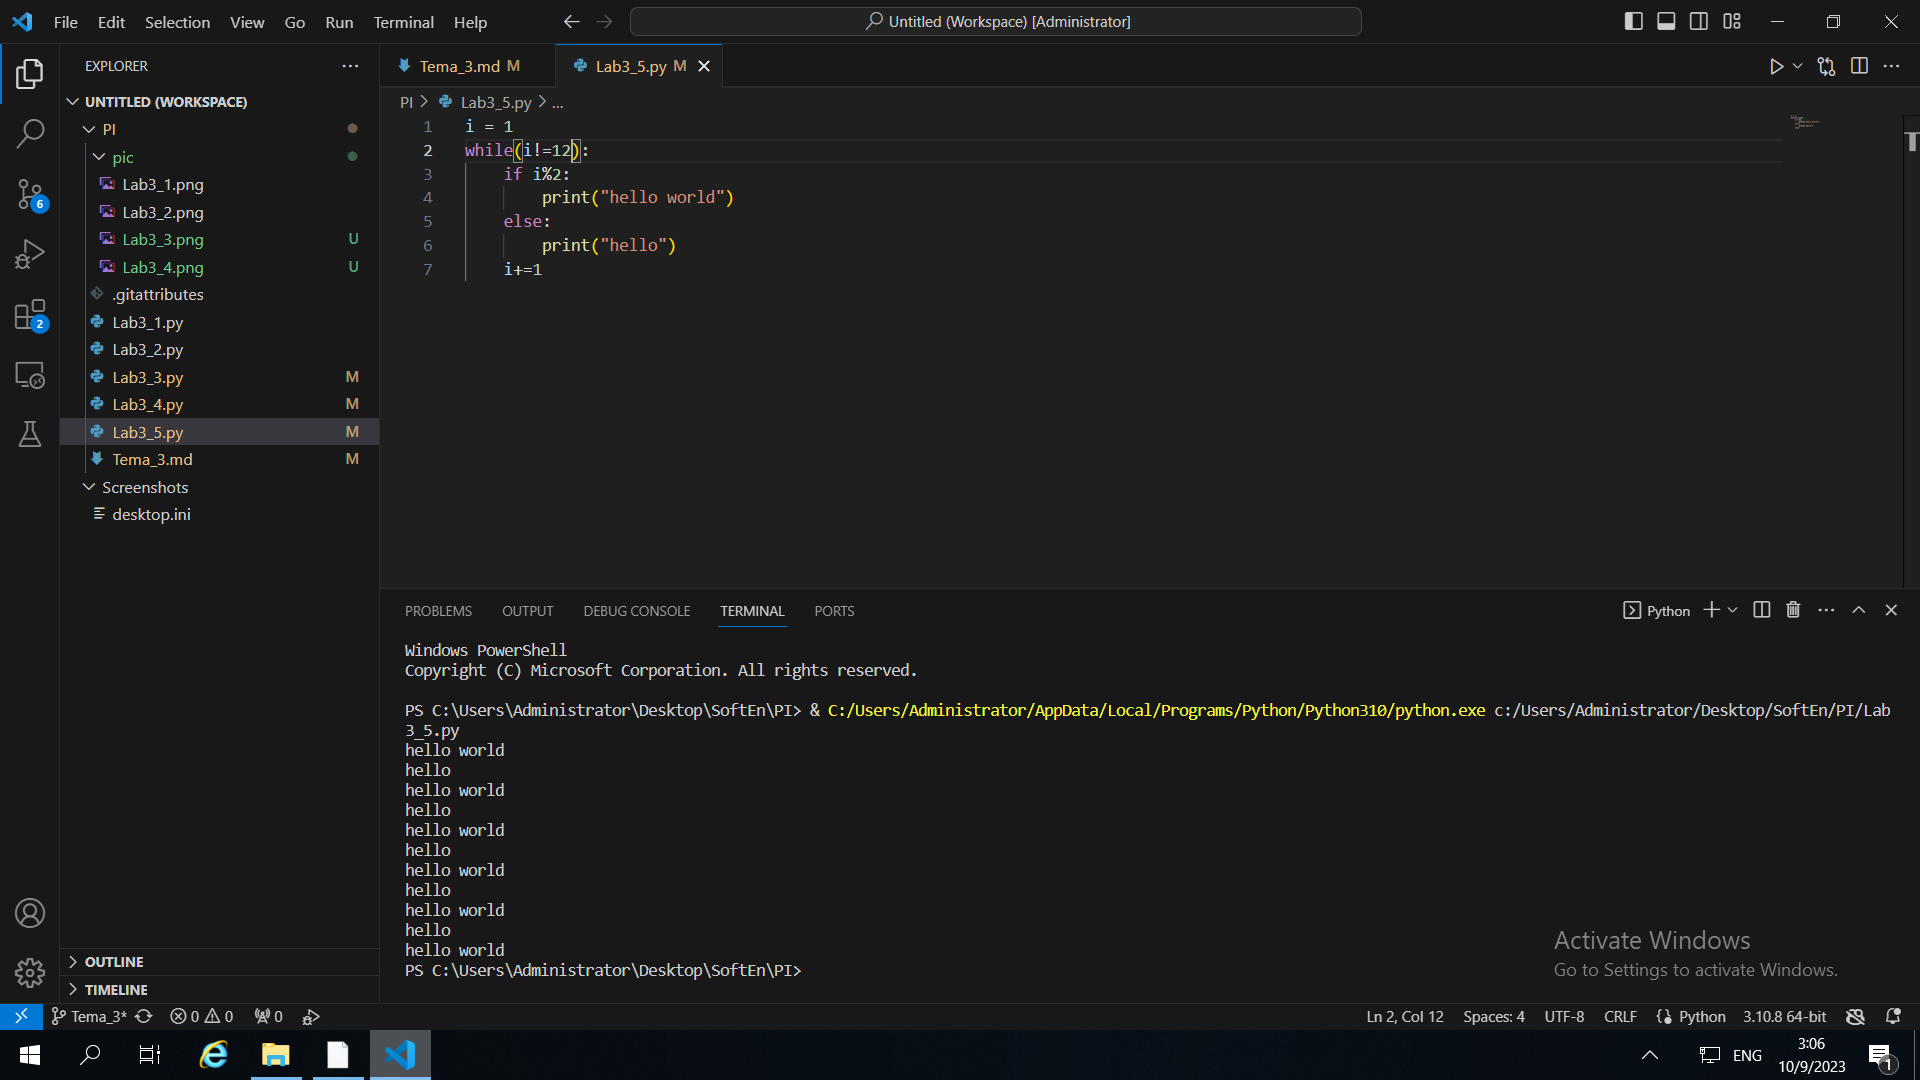 File Edit Selection View Go Run Terminal Help
Untitled (Workspace) [Administrator]
EXPLORER
UNTITLED (WORKSPACE)
PI
pic
Lab3_1.png
Lab3_2.png
Lab3_3.png U
Lab3_4.png U
.gitattributes
Lab3_1.py
Lab3_2.py
Lab3_3.py M
Lab3_4.py M
Lab3_5.py M
Tema_3.md M
Screenshots
desktop.ini
OUTLINE
TIMELINE
6
2
Tema_3.md M
Lab3_5.py M
PI > Lab3_5.py > ...
1 i = 1
2 while(i!=12):
3 if i%2:
4 print("hello world")
5 else:
6 print("hello")
7 i+=1
PROBLEMS OUTPUT DEBUG CONSOLE TERMINAL PORTS
Python
Windows PowerShell
Copyright (C) Microsoft Corporation. All rights reserved.
PS C:\Users\Administrator\Desktop\SoftEn\PI> & C:/Users/Administrator/AppData/Local/Programs/Python/Python310/python.exe c:/Users/Administrator/Desktop/SoftEn/PI/Lab
3_5.py
hello world
hello
hello world
hello
hello world
hello
hello world
hello
hello world
hello
hello world
PS C:\Users\Administrator\Desktop\SoftEn\PI>
Activate Windows
Go to Settings to activate Windows.
Tema_3* 0 0 0
Ln 2, Col 12 Spaces: 4 UTF-8 CRLF Python 3.10.8 64-bit
ENG
3:06
10/9/2023
1